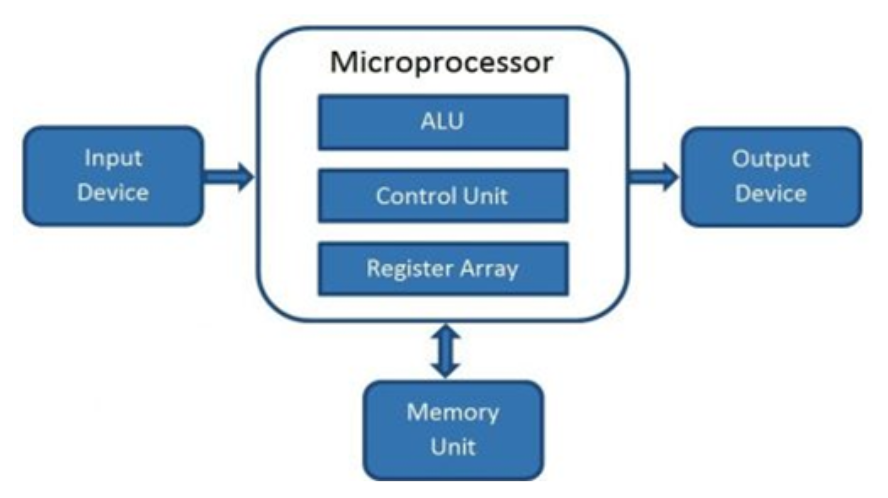 Microprocessor
ALU
Input
Device
Control Unit
Output
Device
Register Array
Memory
Unit